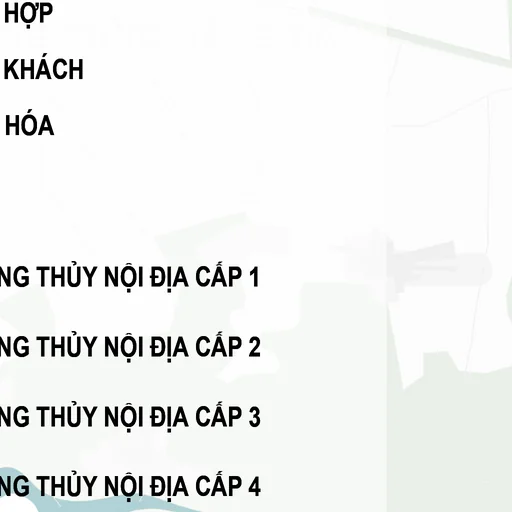 HỢP
KHÁCH
HÓA
NG THỦY NỘI ĐỊA CẤP 1
NG THỦY NỘI ĐỊA CẤP 2
NG THỦY NỘI ĐỊA CẤP 3
NG THỦY NỘI ĐỊA CẤP 4